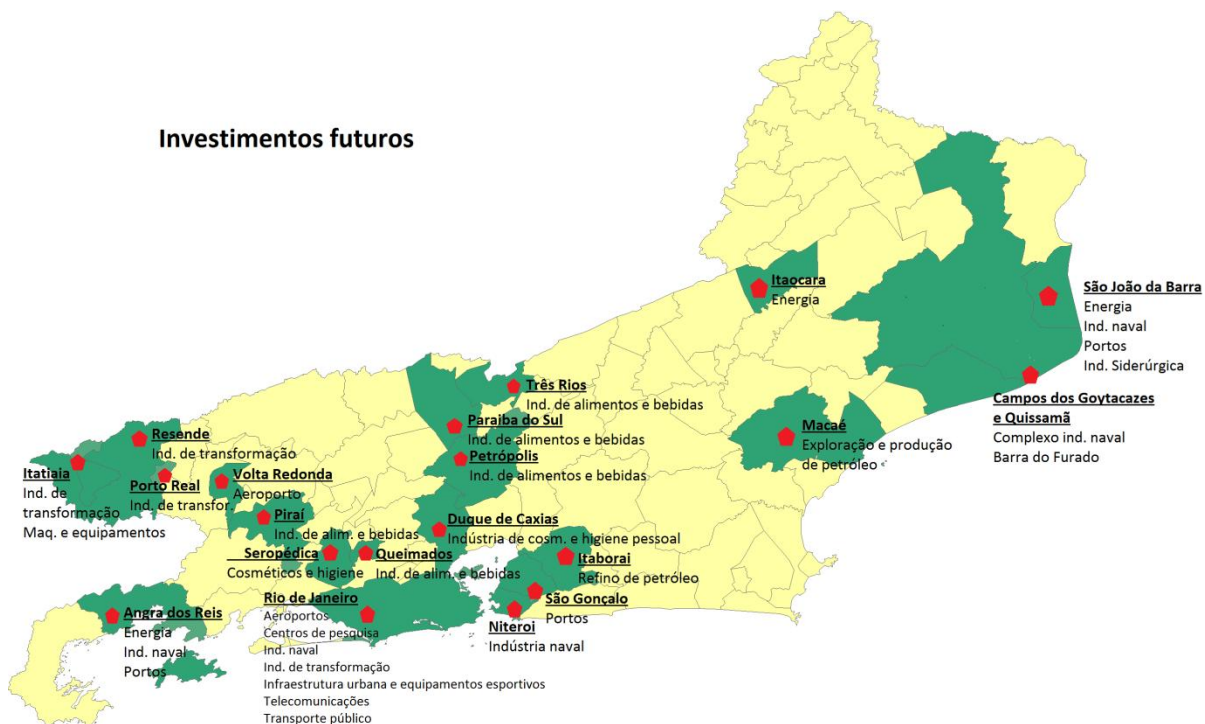 Investimentos futuros
Itaocara
Energia
São João da Barra
Energia
Ind. naval
Portos
Ind. Siderúrgica
Três Rios
Ind. de alimentos e bebidas
Campos dos Goytacazes
e Quissamã
Complexo ind. naval
Barra do Furado
Paraiba do Sul
Ind. de alimentos e bebidas
Macaé
Exploração e produção
de petróleo
Resende
Ind. de transformação
Petrópolis
Ind. de alimentos e bebidas
Itatiaia
Ind. de
transformação
Maq. e equipamentos
Porto Real
Ind. de transfor.
Volta Redonda
Aeroporto
Piraí
Ind. de alim. e bebidas
Duque de Caxias
Indústria de cosm. e higiene pessoal
Seropédica
Cosméticos e higiene
Queimados
Ind. de alim. e bebidas
Itaborai
Refino de petróleo
São Gonçalo
Portos
Niteroi
Indústria naval
Angra dos Reis
Energia
Ind. naval
Portos
Rio de Janeiro
Aeroportos
Centros de pesquisa
Ind. naval
Ind. de transformação
Infraestrutura urbana e equipamentos esportivos
Telecomunicações
Transporte público